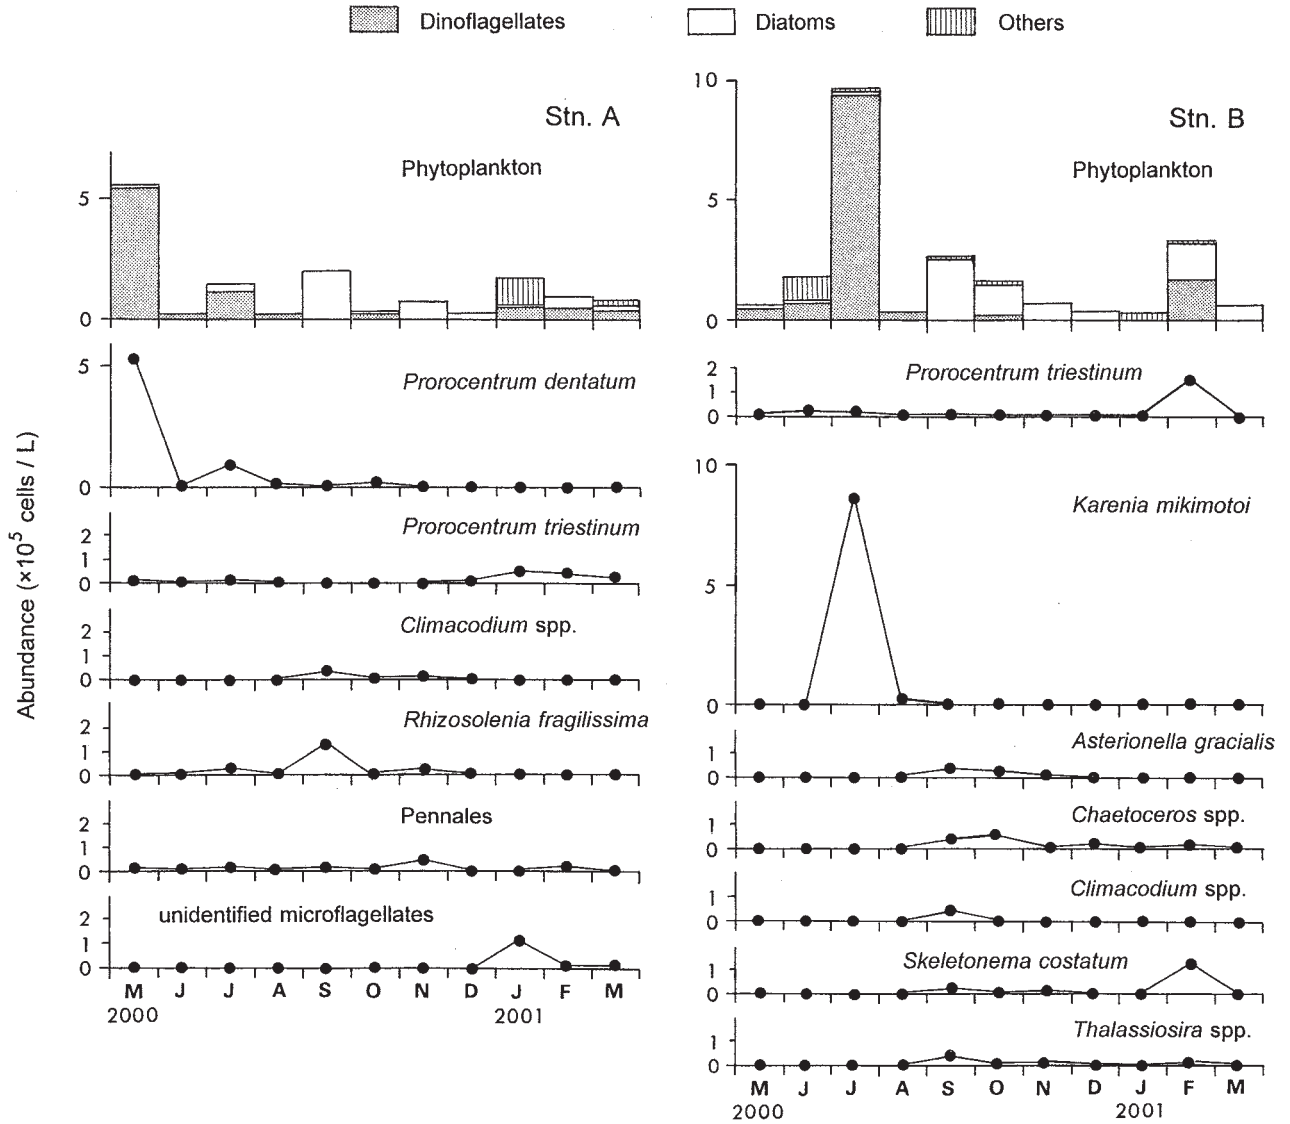 Dinoflagellates Diatoms Others
Stn. A
Phytoplankton
5
0
Prorocentrum dentatum
5
0
Prorocentrum triestinum
2
1
0
Climacodium spp.
2
1
0
Rhizosolenia fragilissima
2
1
0
Pennales
2
1
0
unidentified microflagellates
2
1
0
M J J A S O N D J F M
2000 2001
Abundance (×10⁵ cells / L)
Stn. B
Phytoplankton
10
5
0
Prorocentrum triestinum
2
1
0
Karenia mikimotoi
10
5
0
Asterionella gracialis
1
0
Chaetoceros spp.
1
0
Climacodium spp.
1
0
Skeletonema costatum
1
0
Thalassiosira spp.
1
0
M J J A S O N D J F M
2000 2001